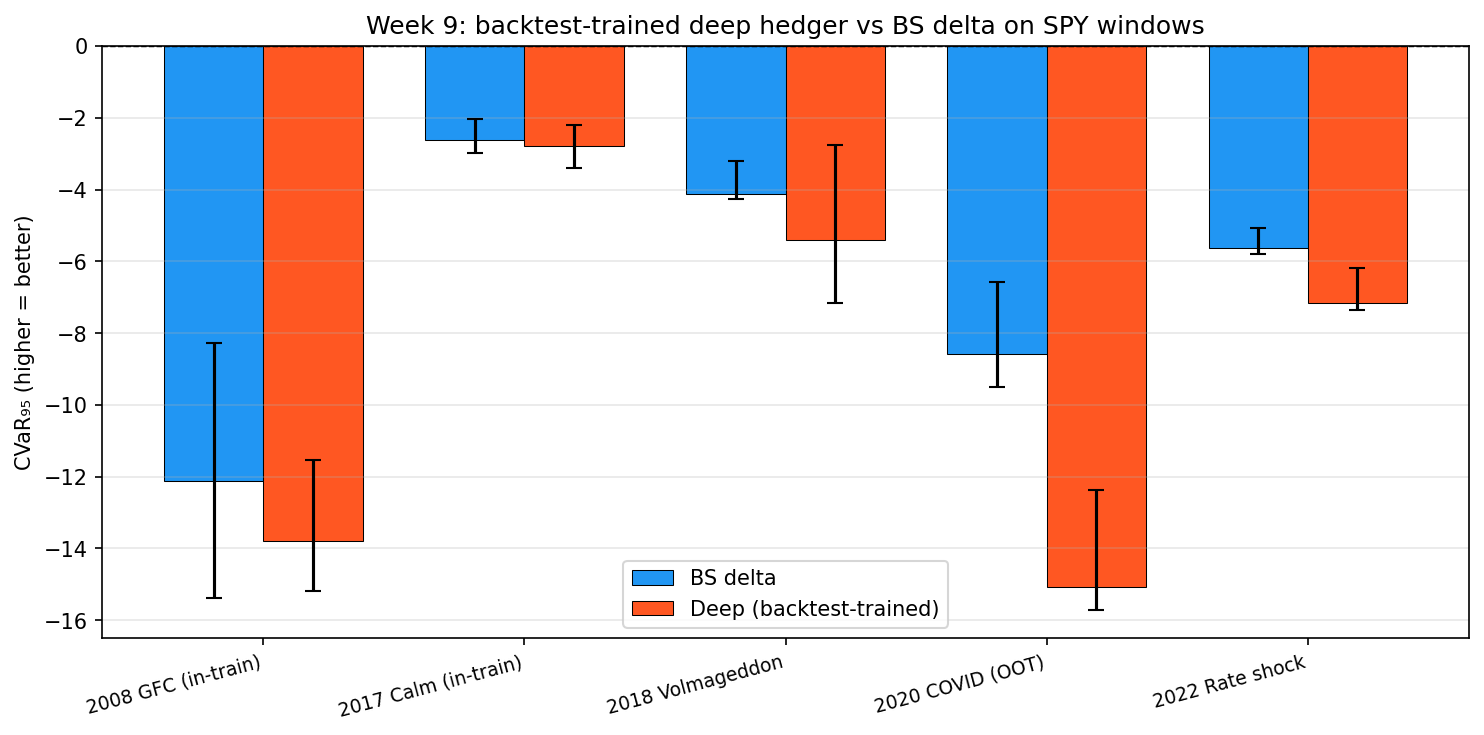 Week 9: backtest-trained deep hedger vs BS delta on SPY windows
CVaR₉₅ (higher = better)
0
−2
−4
−6
−8
−10
−12
−14
−16
BS delta
Deep (backtest-trained)
2008 GFC (in-train)
2017 Calm (in-train)
2018 Volmageddon
2020 COVID (OOT)
2022 Rate shock